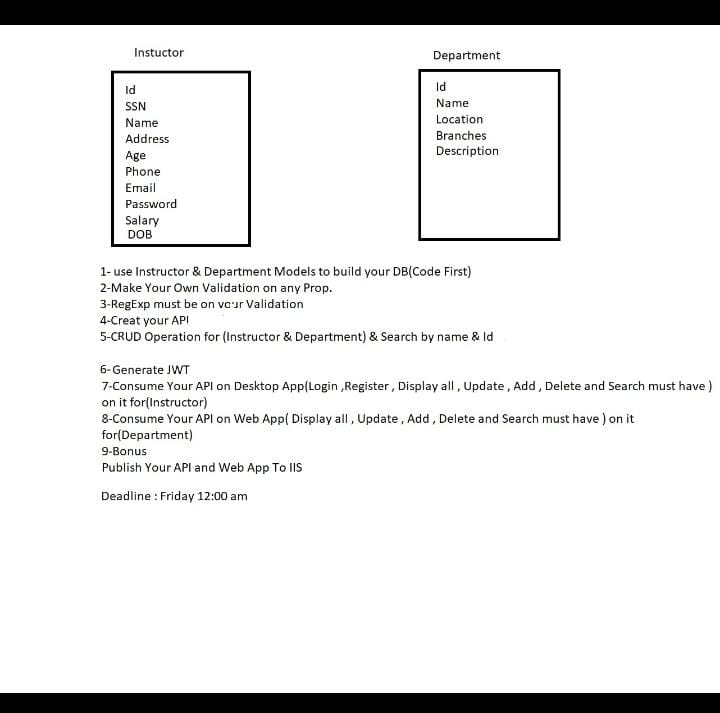 Instuctor
Department
Id
SSN
Name
Address
Age
Phone
Email
Password
Salary
DOB
Id
Name
Location
Branches
Description
1- use Instructor & Department Models to build your DB(Code First)
2-Make Your Own Validation on any Prop.
3-RegExp must be on your Validation
4-Creat your API
5-CRUD Operation for (Instructor & Department) & Search by name & Id
6-Generate JWT
7-Consume Your API on Desktop App(Login ,Register , Display all , Update , Add , Delete and Search must have )
on it for(Instructor)
8-Consume Your API on Web App( Display all , Update , Add , Delete and Search must have ) on it
for(Department)
9-Bonus
Publish Your API and Web App To IIS
Deadline : Friday 12:00 am